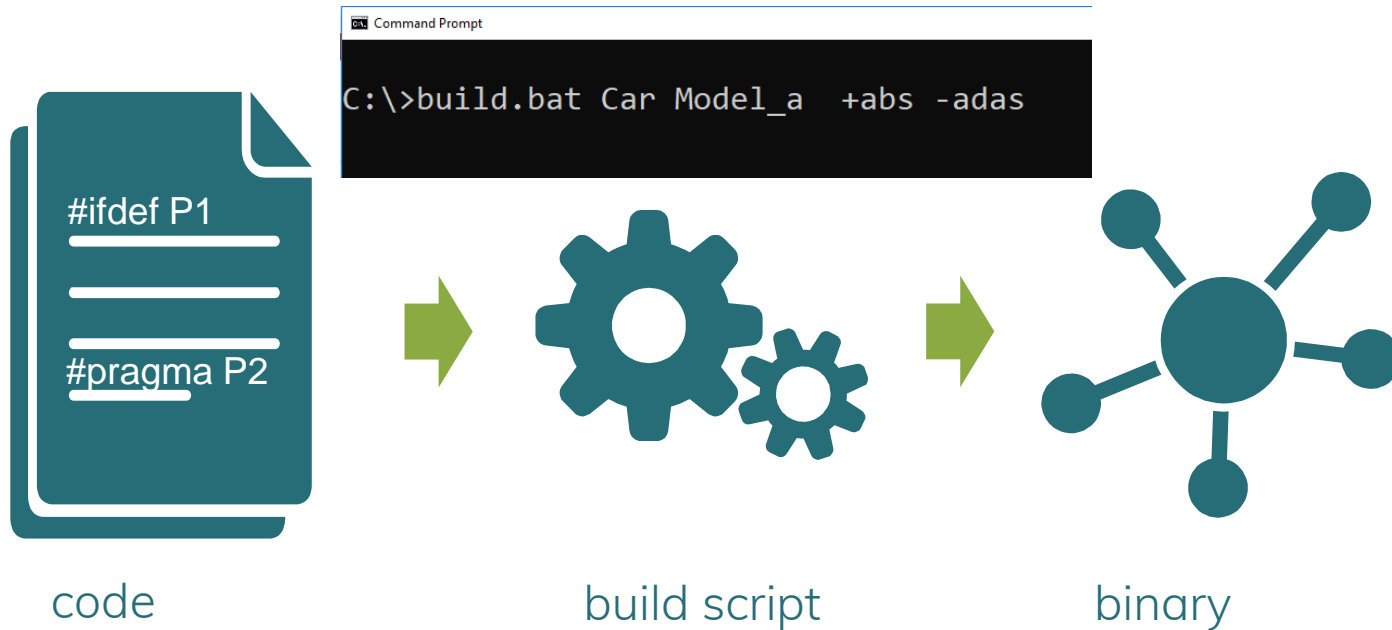 Command Prompt
C:\>build.bat Car Model_a  +abs -adas
#ifdef P1
#pragma P2
code
build script
binary